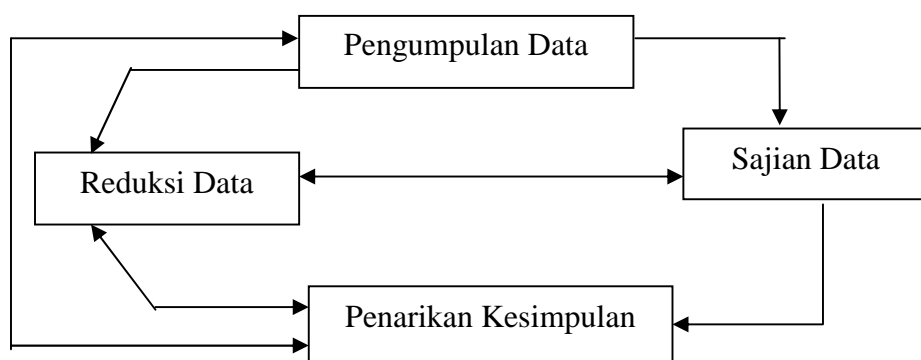 Pengumpulan Data
Sajian Data
Reduksi Data
Penarikan Kesimpulan